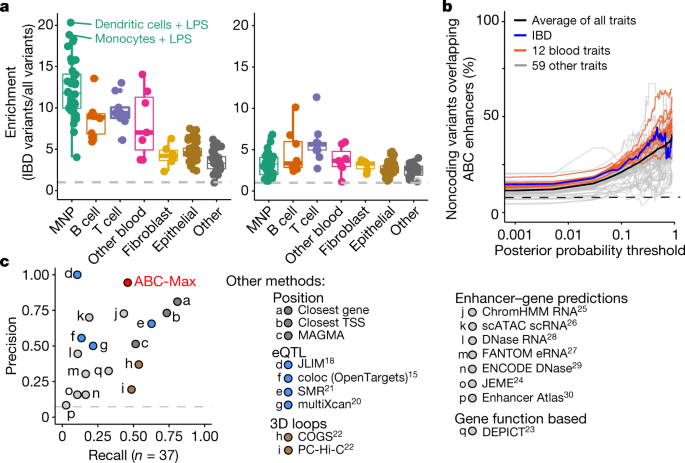 a
Dendritic cells + LPS
Monocytes + LPS
Enrichment
(IBD variants/all variants)
20
15
10
5
0
MNP
B cell
T cell
Other blood
Fibroblast
Epithelial
Other
20
15
10
5
0
MNP
B cell
T cell
Other blood
Fibroblast
Epithelial
Other
b
Noncoding variants overlapping
ABC enhancers (%)
100
75
50
25
0
Average of all traits
IBD
12 blood traits
59 other traits
0.001
0.01
0.1
1
Posterior probability threshold
c
Precision
1.00
0.75
0.50
0.25
0
d
ABC-Max
a
k
j
b
e
f
g
c
l
h
m
q
o
n
i
p
0
0.25
0.50
0.75
1.00
Recall (n = 37)
Other methods:
Position
a Closest gene
b Closest TSS
c MAGMA
eQTL
d JLIM18
f coloc (OpenTargets)15
e SMR21
g multiXcan20
3D loops
h COGS22
i PC-Hi-C22
Enhancer–gene predictions
j ChromHMM RNA25
k scATAC scRNA26
l DNase RNA28
m FANTOM eRNA27
n ENCODE DNase29
o JEME24
p Enhancer Atlas30
Gene function based
q DEPICT23